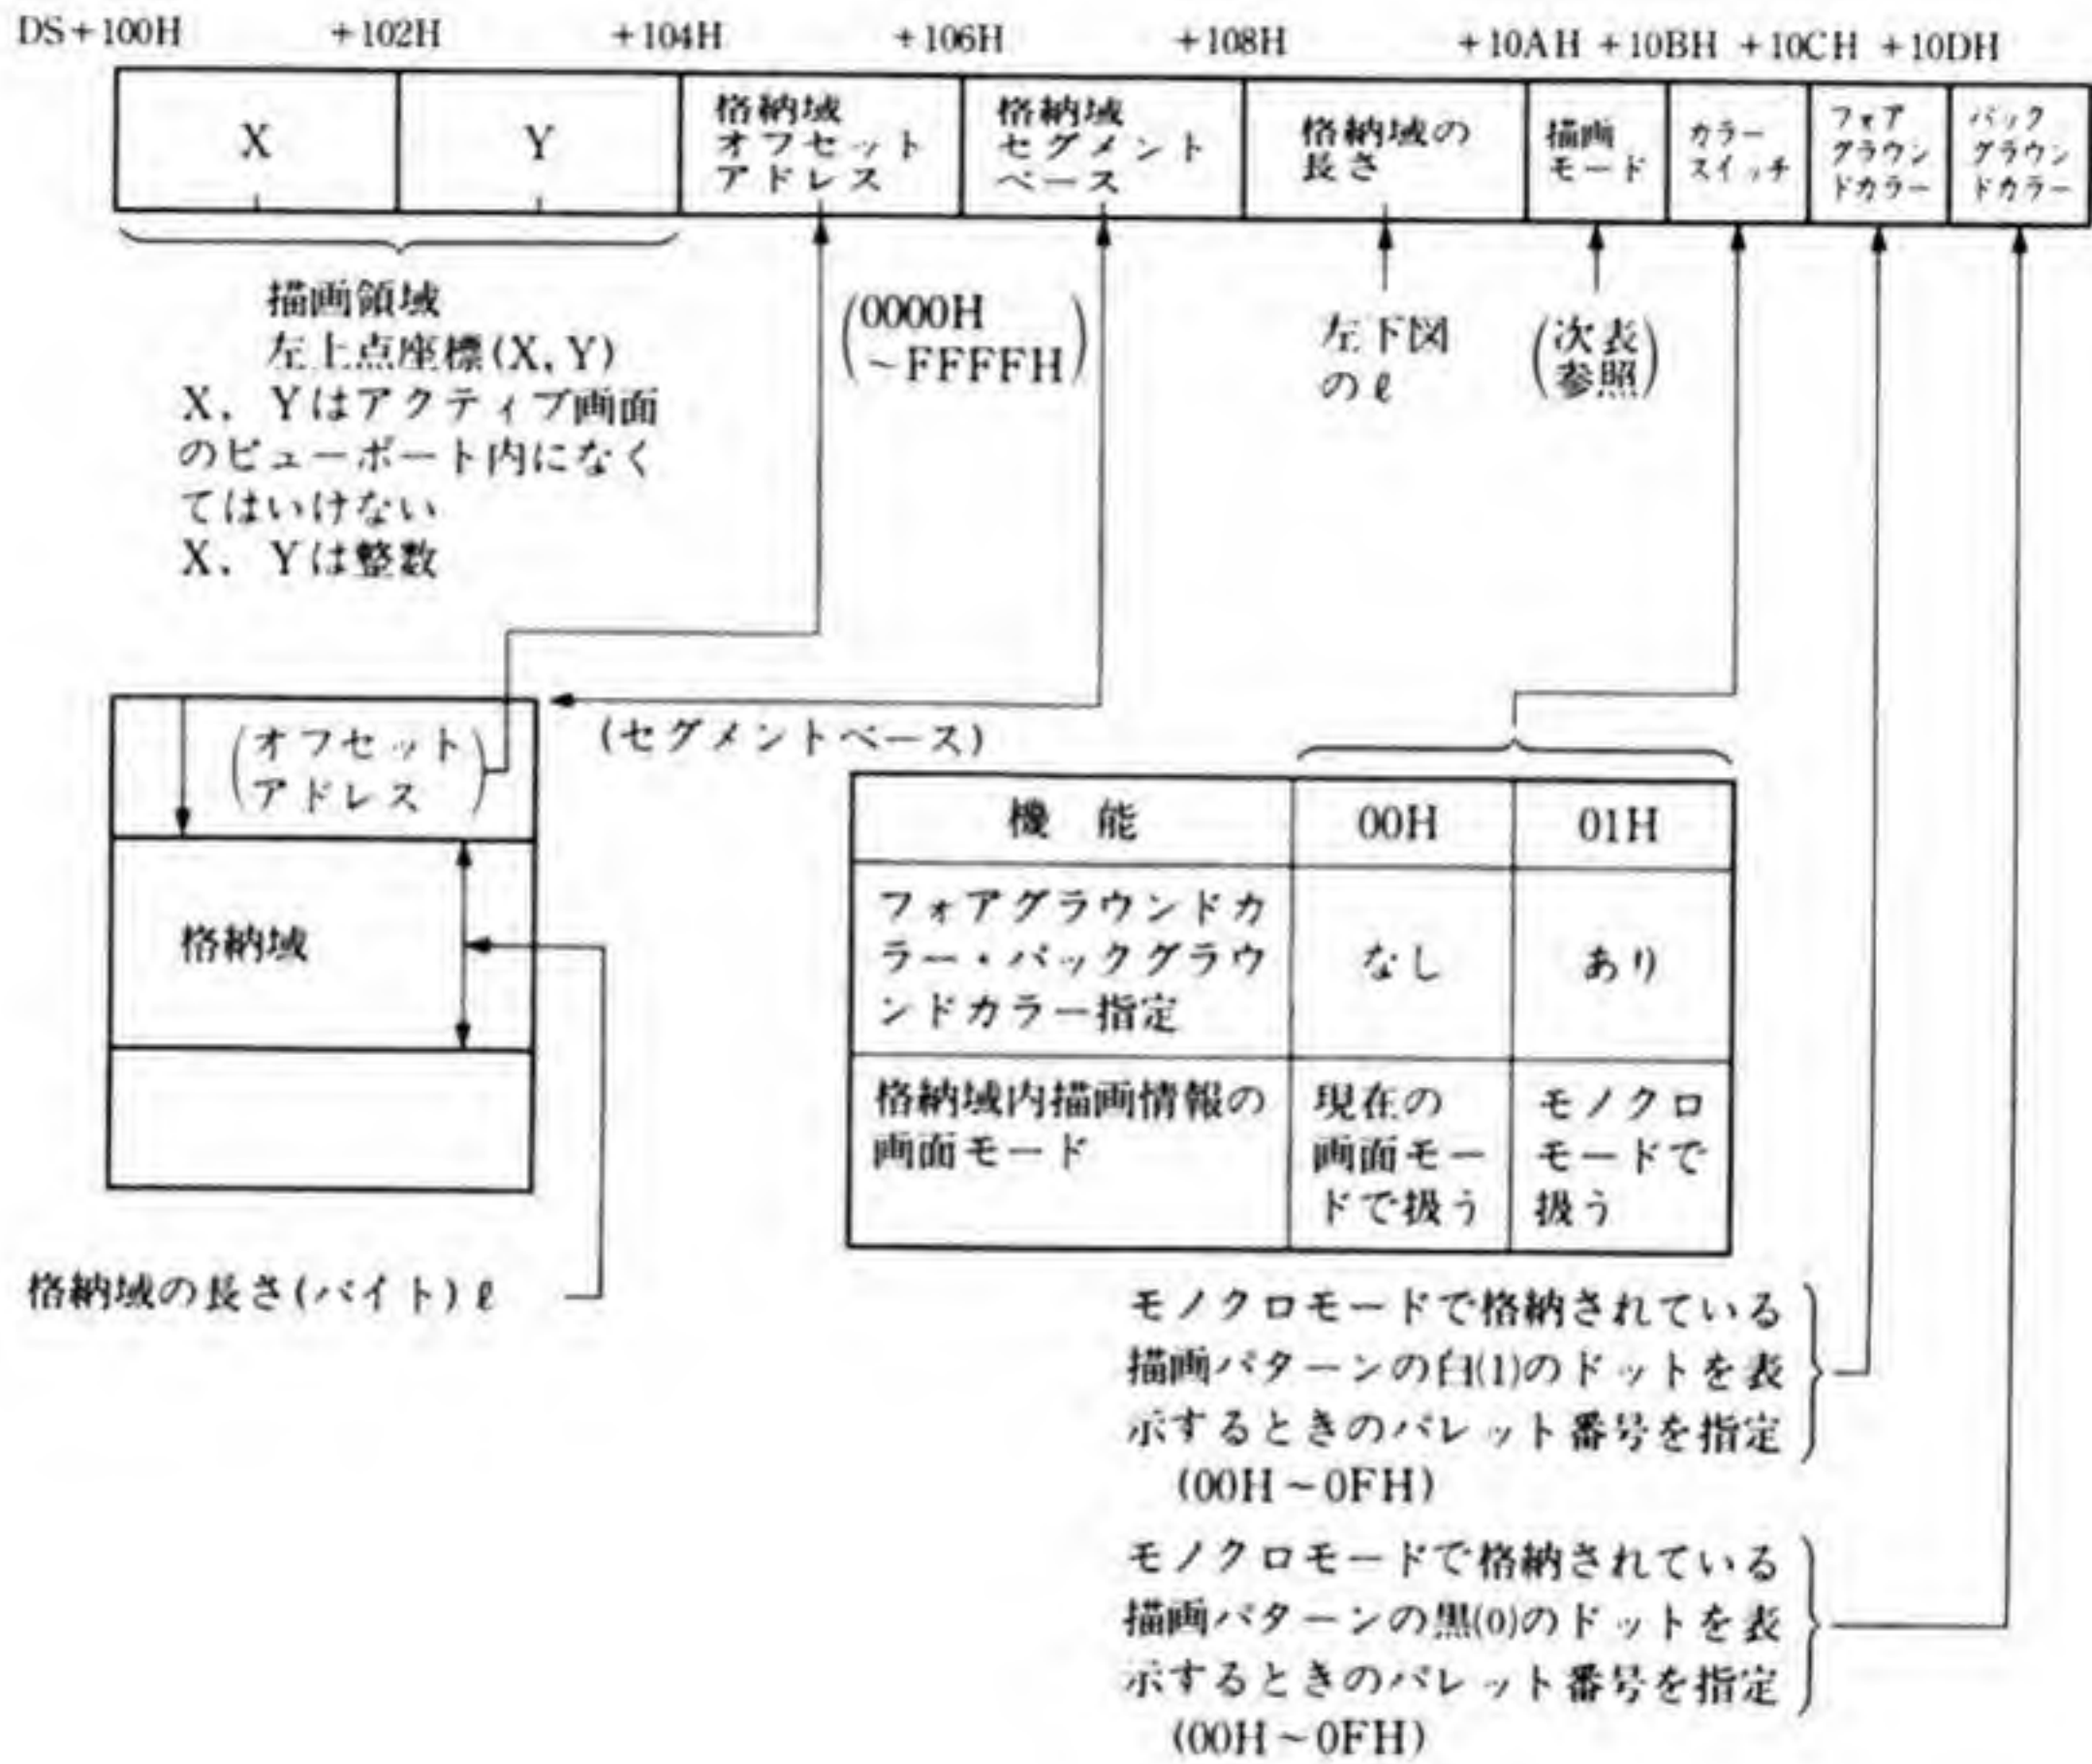 DS+100H +102H +104H +106H +108H +10AH +10BH +10CH +10DH
X
Y
格納域
オフセット
アドレス
格納域
セグメント
ベース
格納域の
長さ
描画
モード
カラー
スイッチ
フォア
グラウン
ドカラー
バック
グラウン
ドカラー
描画領域
左上点座標(X, Y)
X, Yはアクティブ画面
のビューポート内になく
てはいけない
X, Yは整数
(0000H
~FFFFH)
左下図
のℓ
(次表
参照)
(オフセット
アドレス)
(セグメントベース)
格納域
格納域の長さ(バイト)ℓ
機 能 00H 01H
フォアグラウンドカ
ラー・バックグラウ
ンドカラー指定
なし
あり
格納域内描画情報の
画面モード
現在の
画面モー
ドで扱う
モノクロ
モードで
扱う
モノクロモードで格納されている
描画パターンの白(1)のドットを表
示するときのパレット番号を指定
(00H~0FH)
モノクロモードで格納されている
描画パターンの黒(0)のドットを表
示するときのパレット番号を指定
(00H~0FH)